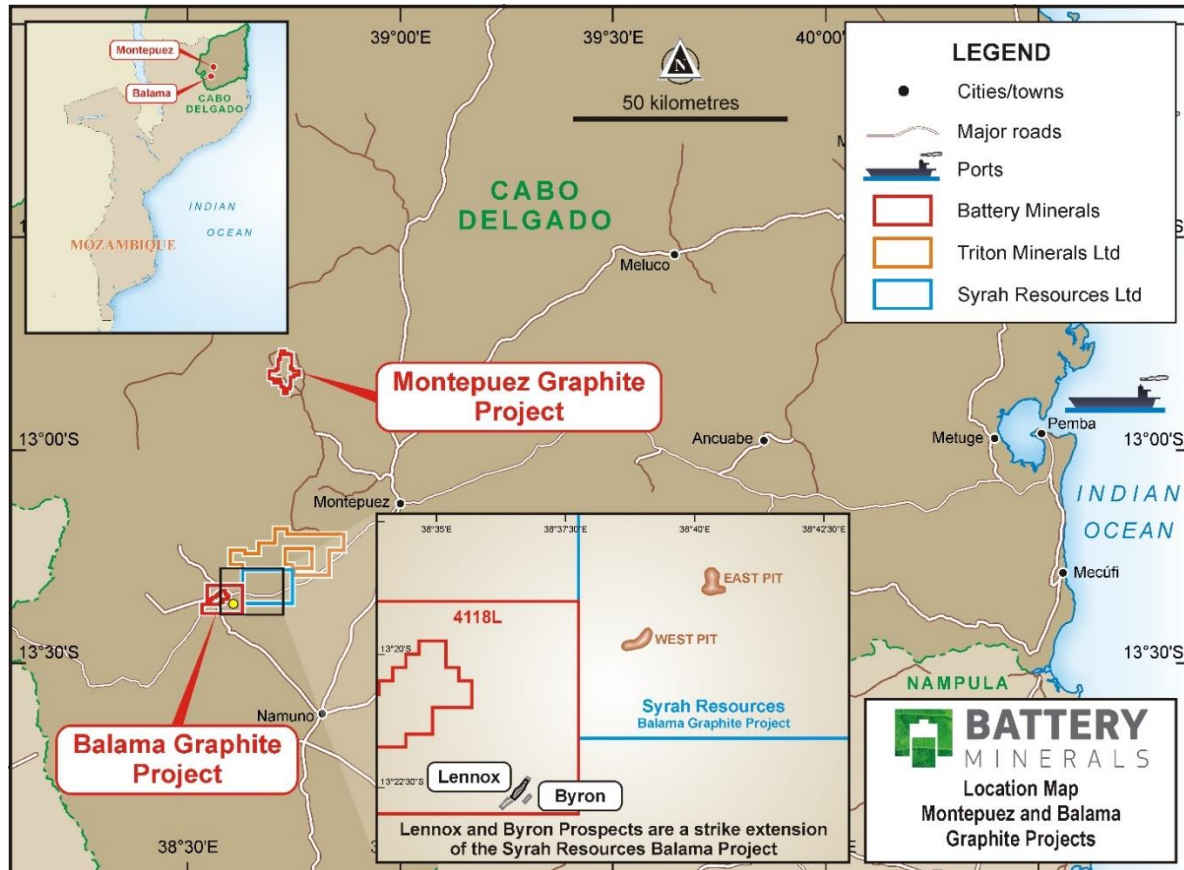 39°00'E
39°30'E
40°00'
Montepuez
Balama
CABO
DELGADO
INDIAN
OCEAN
MOZAMBIQUE
N
50 kilometres
LEGEND
Cities/towns
Major roads
Ports
Battery Minerals
Triton Minerals Ltd
Syrah Resources Ltd
CABO
DELGADO
Meluco
Montepuez Graphite
Project
13°00'S
13°00'S
Ancuabe
Metuge
Pemba
Montepuez
INDIAN
OCEAN
Mecúfi
38°35'E
38°37'30"E
38°40'E
38°42'30"E
EAST PIT
4118L
WEST PIT
13°20'S
13°30'S
13°30'S
NAMPULA
Syrah Resources
Balama Graphite Project
Namuno
Balama Graphite
Project
13°22'30"S
Lennox
Byron
Lennox and Byron Prospects are a strike extension
of the Syrah Resources Balama Project
BATTERY
MINERALS
Location Map
Montepuez and Balama
Graphite Projects
38°30'E